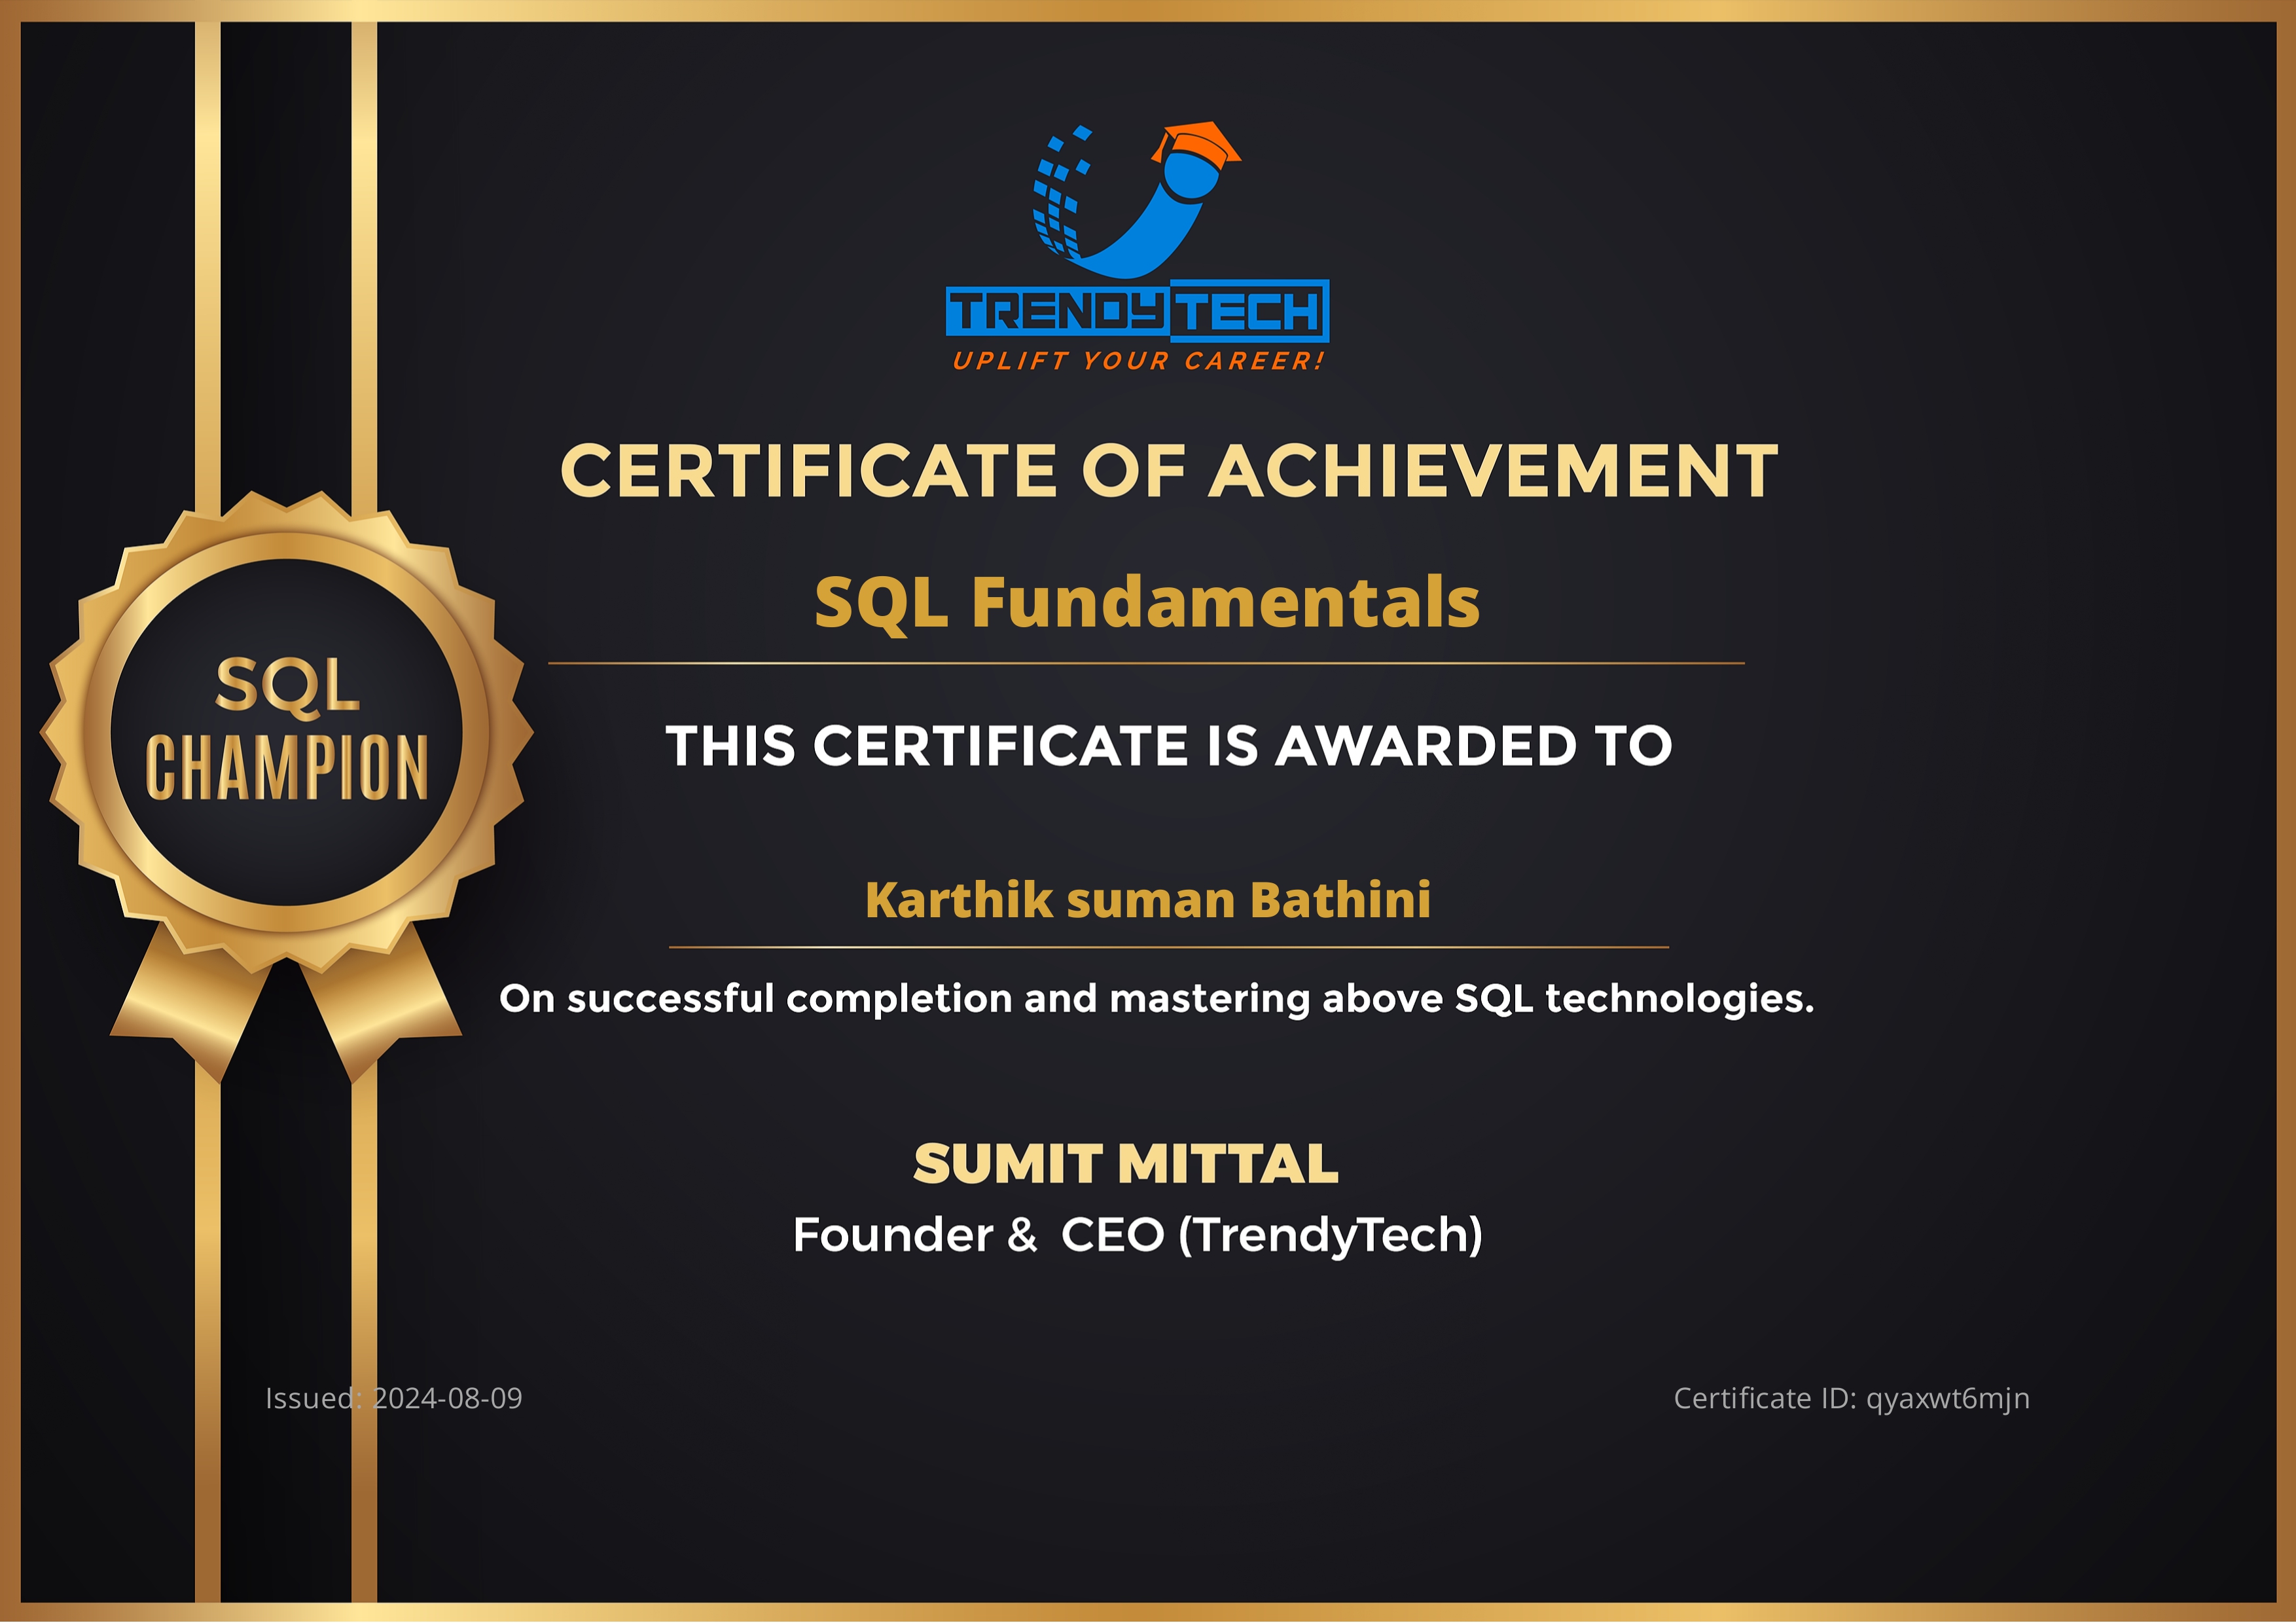 TRENDYTECH
UPLIFT YOUR CAREER!
CERTIFICATE OF ACHIEVEMENT
SQL Fundamentals
SQL
CHAMPION
THIS CERTIFICATE IS AWARDED TO
Karthik suman Bathini
On successful completion and mastering above SQL technologies.
SUMIT MITTAL
Founder & CEO (TrendyTech)
Issued: 2024-08-09
Certificate ID: qyaxwt6mjn